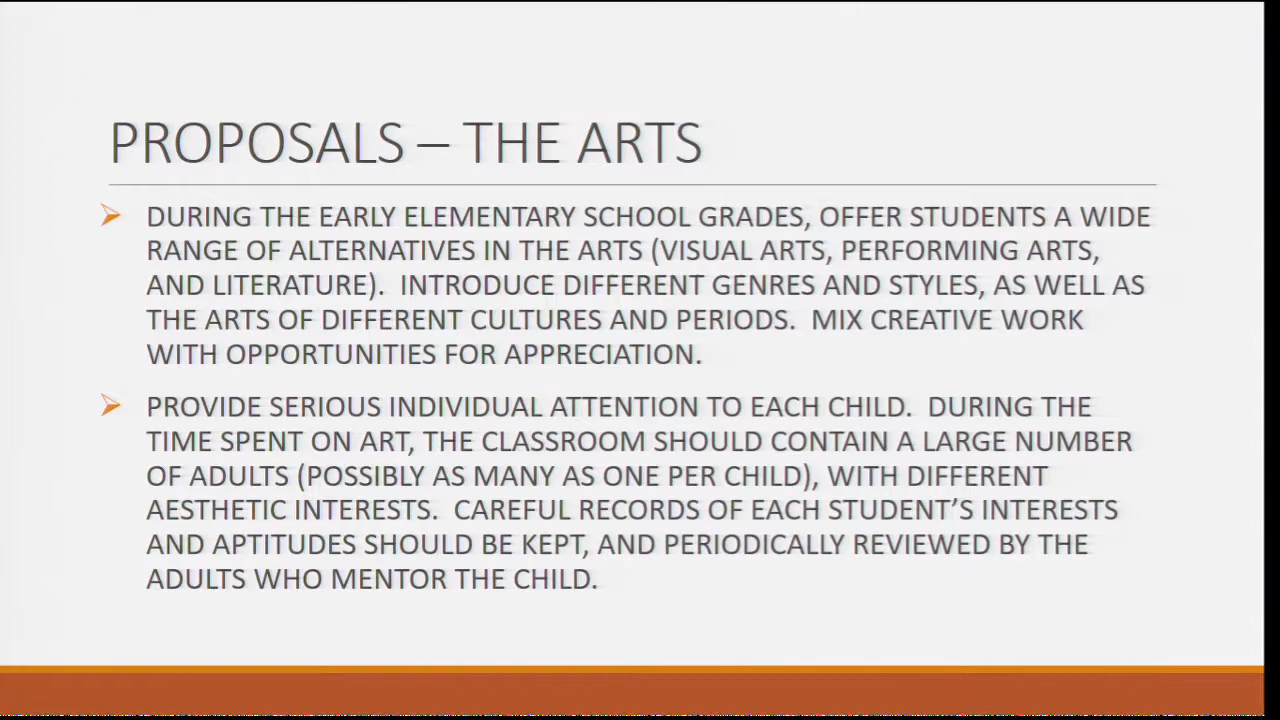 PROPOSALS – THE ARTS
DURING THE EARLY ELEMENTARY SCHOOL GRADES, OFFER STUDENTS A WIDE
RANGE OF ALTERNATIVES IN THE ARTS (VISUAL ARTS, PERFORMING ARTS,
AND LITERATURE).  INTRODUCE DIFFERENT GENRES AND STYLES, AS WELL AS
THE ARTS OF DIFFERENT CULTURES AND PERIODS.  MIX CREATIVE WORK
WITH OPPORTUNITIES FOR APPRECIATION.
PROVIDE SERIOUS INDIVIDUAL ATTENTION TO EACH CHILD.  DURING THE
TIME SPENT ON ART, THE CLASSROOM SHOULD CONTAIN A LARGE NUMBER
OF ADULTS (POSSIBLY AS MANY AS ONE PER CHILD), WITH DIFFERENT
AESTHETIC INTERESTS.  CAREFUL RECORDS OF EACH STUDENT’S INTERESTS
AND APTITUDES SHOULD BE KEPT, AND PERIODICALLY REVIEWED BY THE
ADULTS WHO MENTOR THE CHILD.